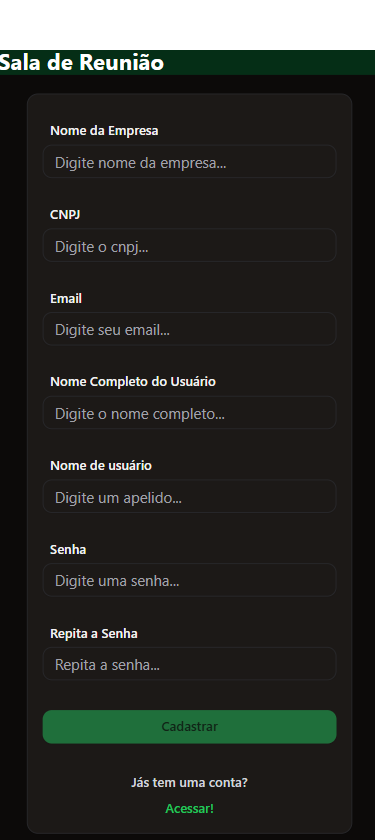 Sala de Reunião
Nome da Empresa
Digite nome da empresa...
CNPJ
Digite o cnpj...
Email
Digite seu email...
Nome Completo do Usuário
Digite o nome completo...
Nome de usuário
Digite um apelido...
Senha
Digite uma senha...
Repita a Senha
Repita a senha...
Cadastrar
Jás tem uma conta?
Acessar!